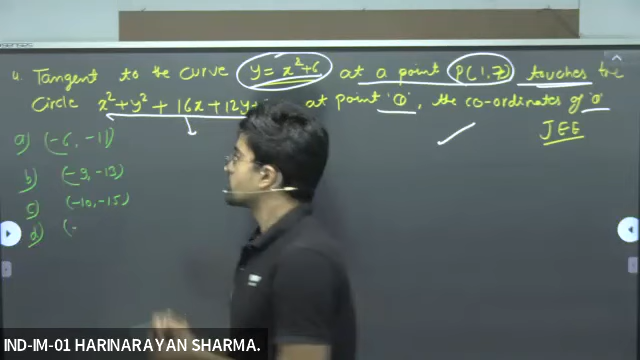 4. Tangent to the curve y = x²+6 at a point P(1,7) touches the
Circle x²+y² + 16x + 12y at point 'Q', the co-ordinates of 'Q'
JEE
a) (-6, -11)
b) (-9, -13)
c) (-10, -15)
d) (-
IND-IM-01 HARINARAYAN SHARMA.